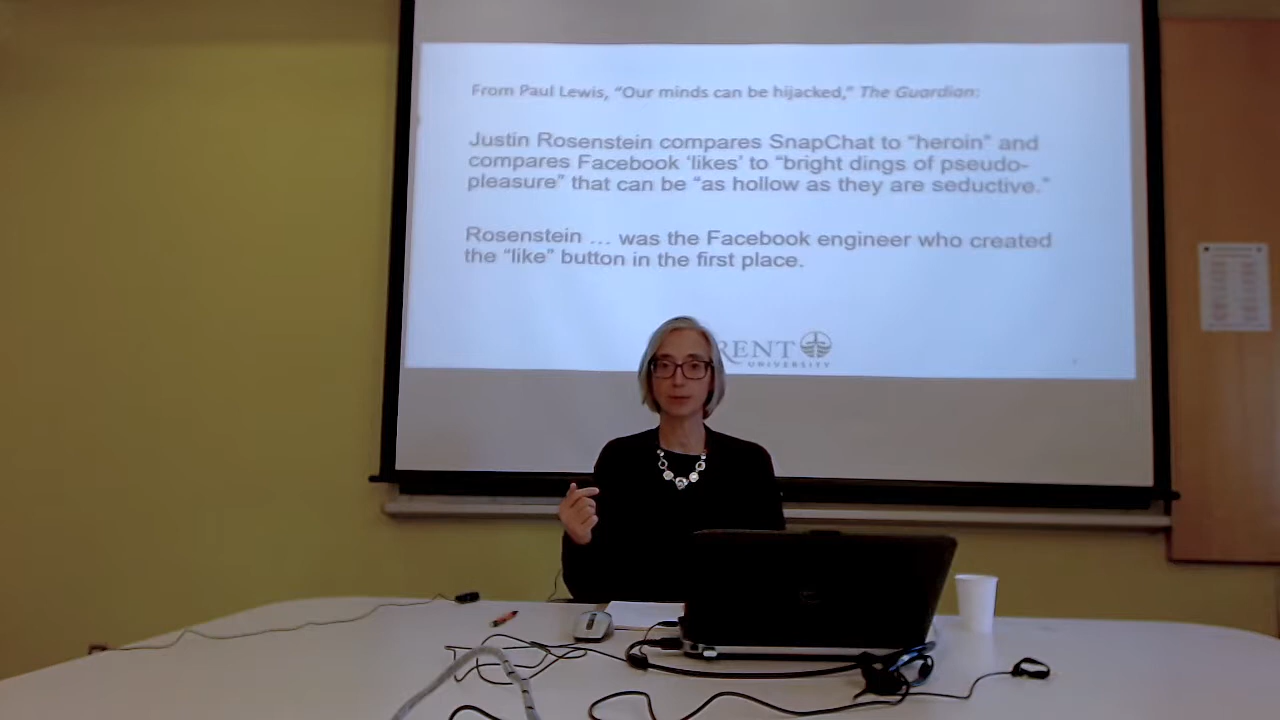 From Paul Lewis, “Our minds can be hijacked,” The Guardian:
Justin Rosenstein compares SnapChat to “heroin” and
compares Facebook ‘likes’ to “bright dings of pseudo-
pleasure” that can be “as hollow as they are seductive.”
Rosenstein … was the Facebook engineer who created
the “like” button in the first place.
RENT
UNIVERSITY